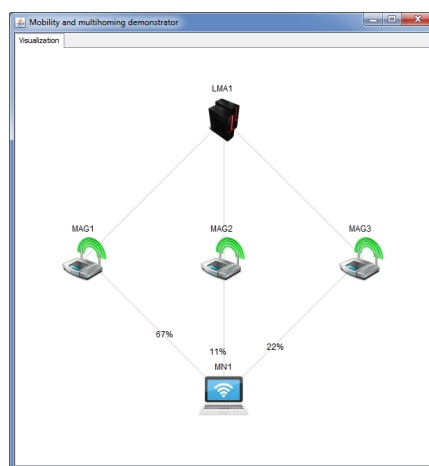 Mobility and multihoming demonstrator
Visualization
LMA1
MAG1
MAG2
MAG3
67%
11%
22%
MN1